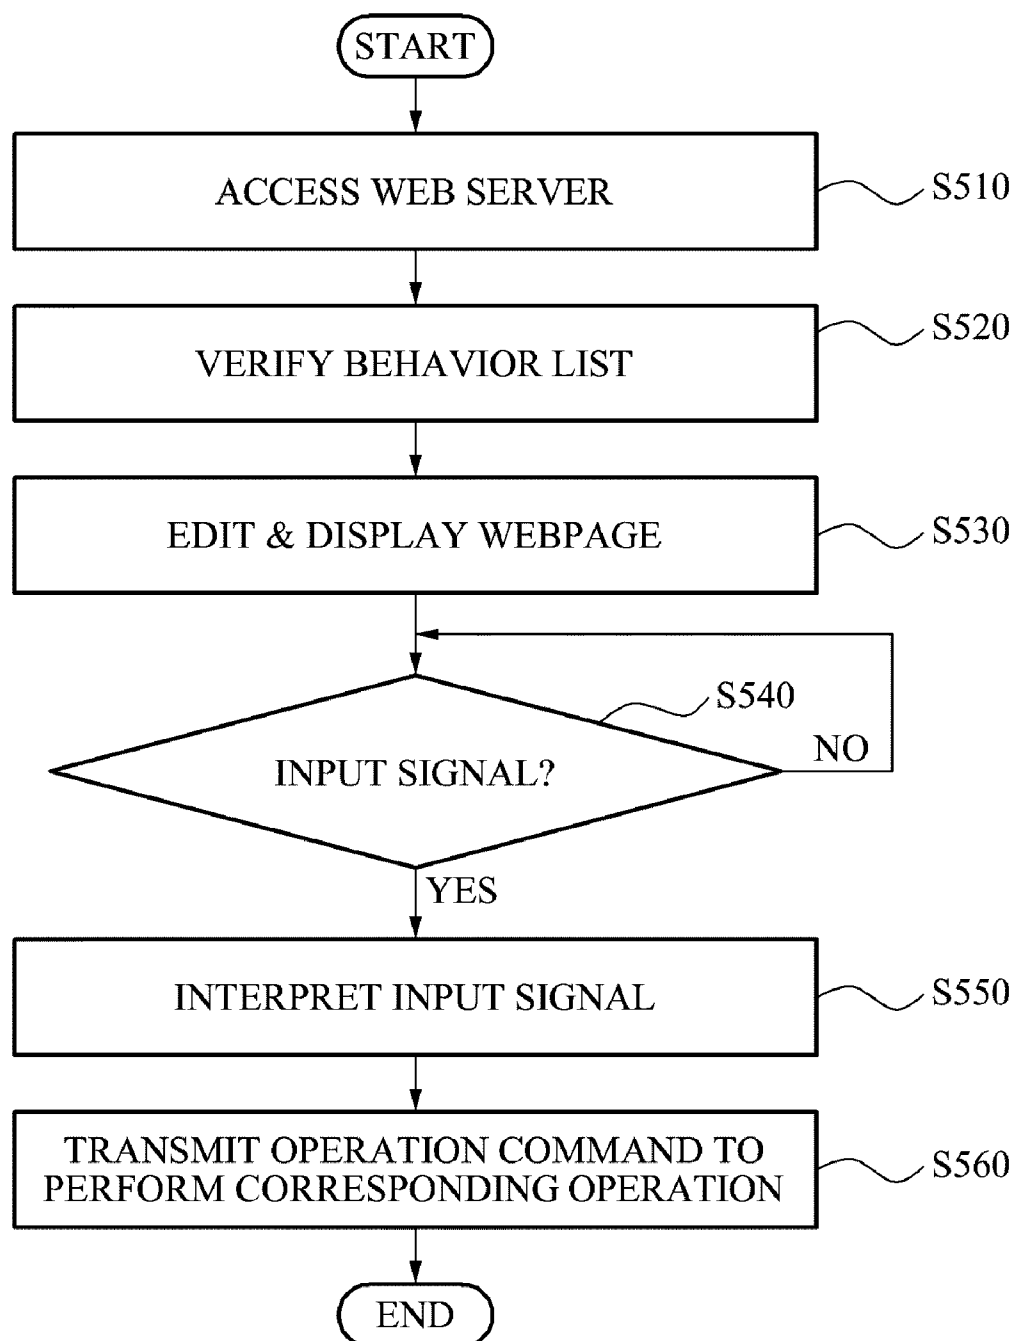 START
ACCESS WEB SERVER
S510
VERIFY BEHAVIOR LIST
S520
EDIT & DISPLAY WEBPAGE
S530
S540
INPUT SIGNAL?
NO
YES
INTERPRET INPUT SIGNAL
S550
TRANSMIT OPERATION COMMAND TO
PERFORM CORRESPONDING OPERATION
S560
END